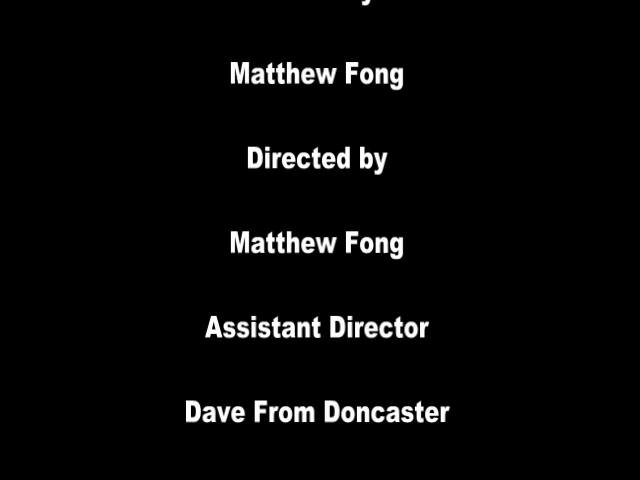 Matthew Fong
Directed by
Matthew Fong
Assistant Director
Dave From Doncaster